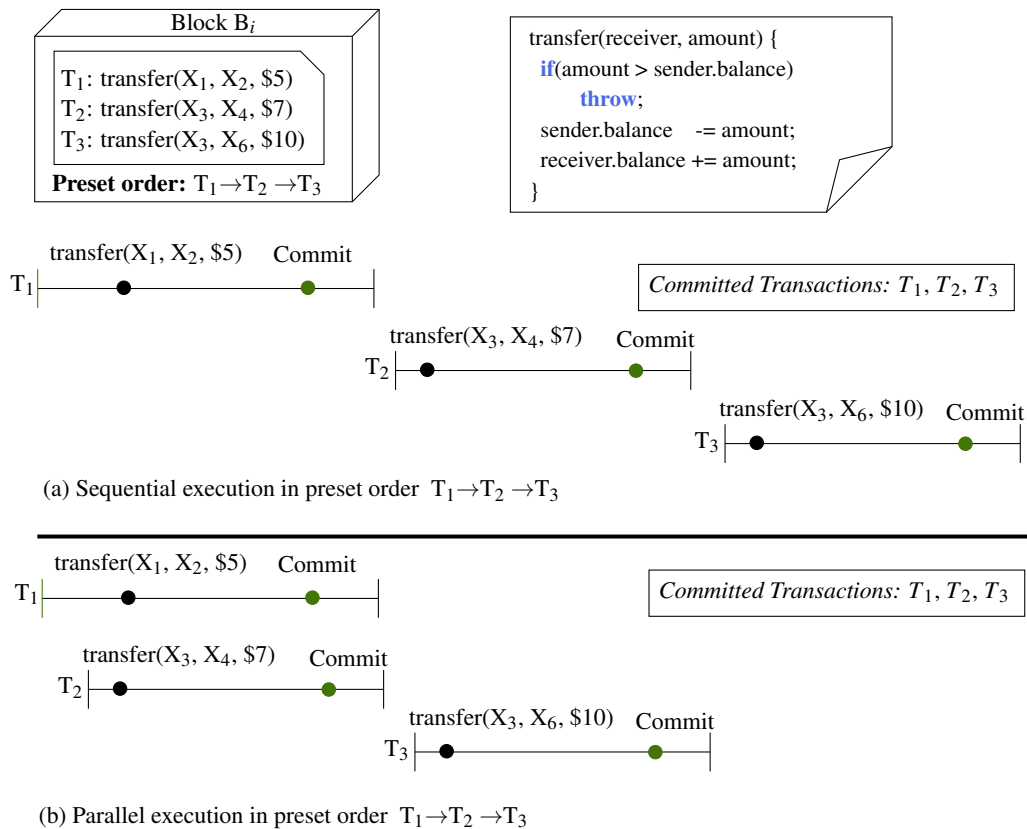 Block Bᵢ
T₁: transfer(X₁, X₂, $5)
T₂: transfer(X₃, X₄, $7)
T₃: transfer(X₃, X₆, $10)
Preset order: T₁→T₂ →T₃
transfer(receiver, amount) {
if(amount > sender.balance)
throw;
sender.balance -= amount;
receiver.balance += amount;
}
transfer(X₁, X₂, $5) Commit
T₁
Committed Transactions: T₁, T₂, T₃
transfer(X₃, X₄, $7) Commit
T₂
transfer(X₃, X₆, $10) Commit
T₃
(a) Sequential execution in preset order T₁→T₂ →T₃
transfer(X₁, X₂, $5) Commit
T₁
Committed Transactions: T₁, T₂, T₃
transfer(X₃, X₄, $7) Commit
T₂
transfer(X₃, X₆, $10) Commit
T₃
(b) Parallel execution in preset order T₁→T₂ →T₃